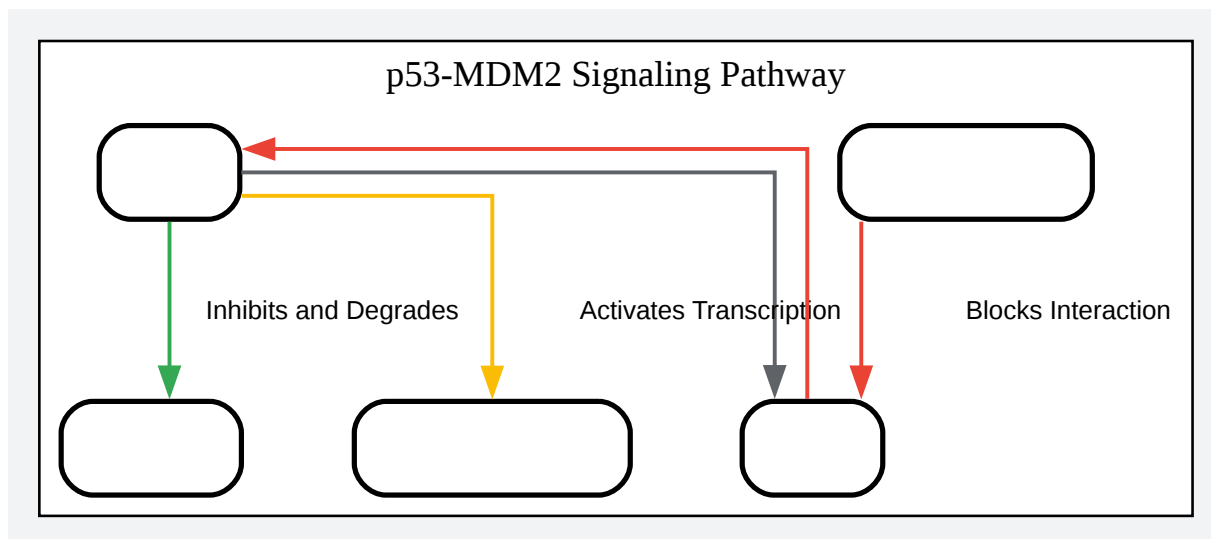 p53-MDM2 Signaling Pathway
Inhibits and Degrades
Activates Transcription
Blocks Interaction